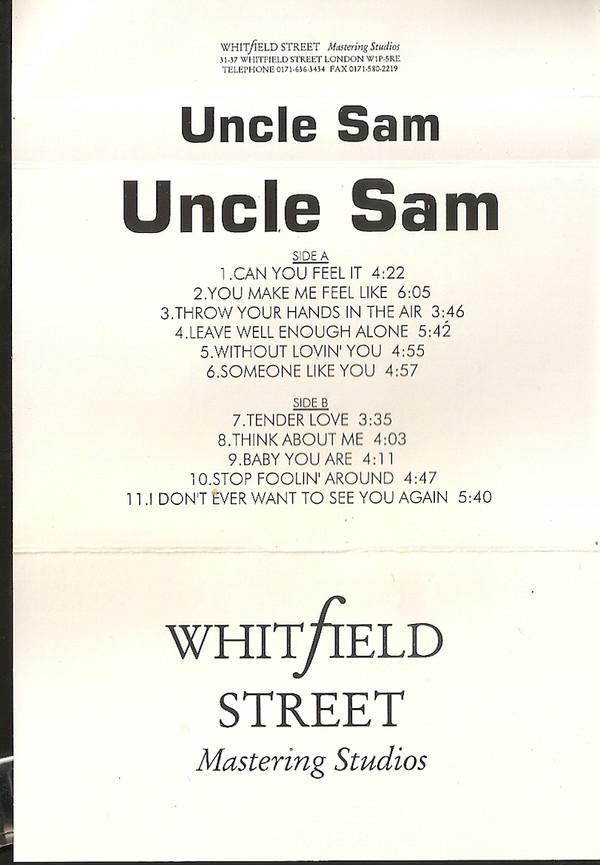 WHITfIELD STREET Mastering Studios
31-37 WHITFIELD STREET LONDON W1P-5RE
TELEPHONE 0171-636-3434 FAX 0171-580-2219
Uncle Sam
Uncle Sam
SIDE A
1.CAN YOU FEEL IT 4:22
2.YOU MAKE ME FEEL LIKE 6:05
3.THROW YOUR HANDS IN THE AIR 3:46
4.LEAVE WELL ENOUGH ALONE 5:42
5.WITHOUT LOVIN' YOU 4:55
6.SOMEONE LIKE YOU 4:57
SIDE B
7.TENDER LOVE 3:35
8.THINK ABOUT ME 4:03
9.BABY YOU ARE 4:11
10.STOP FOOLIN' AROUND 4:47
11.I DON'T EVER WANT TO SEE YOU AGAIN 5:40
WHITfIELD
STREET
Mastering Studios